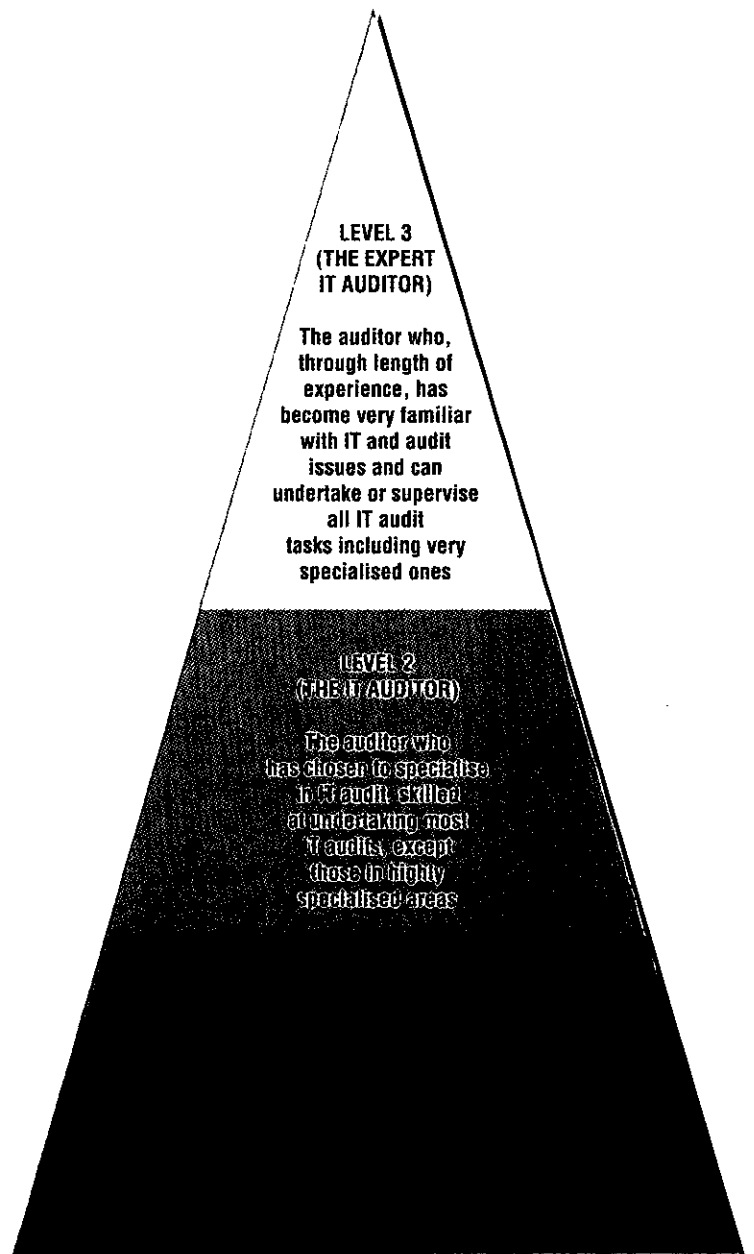 LEVEL 3
(THE EXPERT
IT AUDITOR)
The auditor who,
through length of
experience, has
become very familiar
with IT and audit
issues and can
undertake or supervise
all IT audit
tasks including very
specialised ones
LEVEL 2
(THE IT AUDITOR)
The auditor who
has chosen to specialise
in IT audit, skilled
at undertaking most
IT audits, except
those in highly
specialised areas